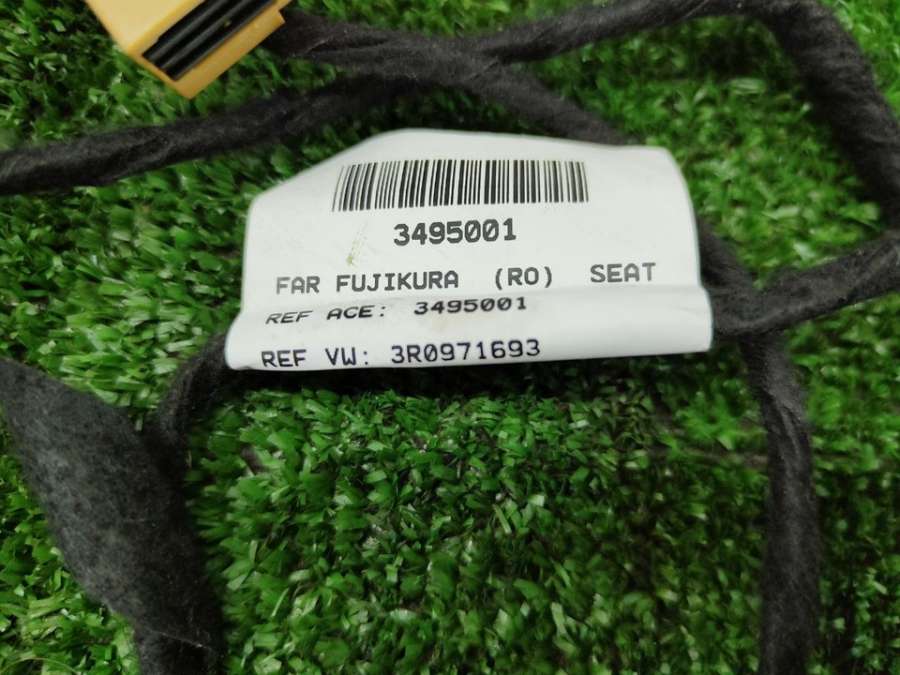 3495001
FAR FUJIKURA (RO) SEAT
REF ACE: 3495001
REF VW: 3R0971693